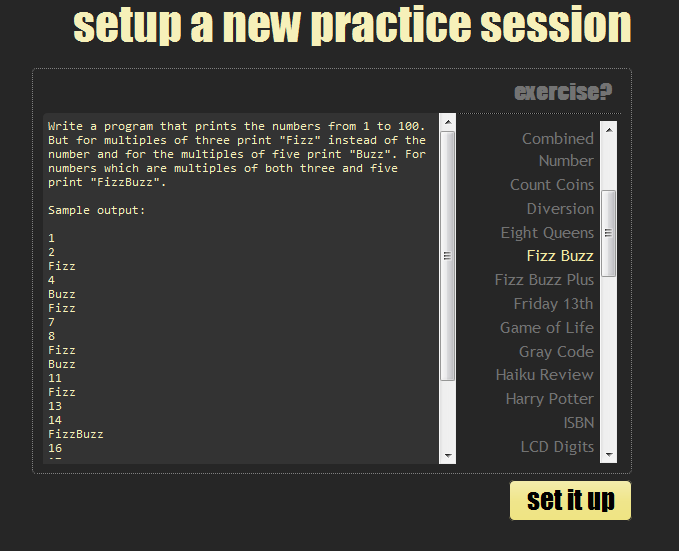 setup a new practice session
exercise?
Write a program that prints the numbers from 1 to 100.
But for multiples of three print "Fizz" instead of the
number and for the multiples of five print "Buzz". For
numbers which are multiples of both three and five
print "FizzBuzz".
Sample output:
1
2
Fizz
4
Buzz
Fizz
7
8
Fizz
Buzz
11
Fizz
13
14
FizzBuzz
16
Combined
Number
Count Coins
Diversion
Eight Queens
Fizz Buzz
Fizz Buzz Plus
Friday 13th
Game of Life
Gray Code
Haiku Review
Harry Potter
ISBN
LCD Digits
set it up